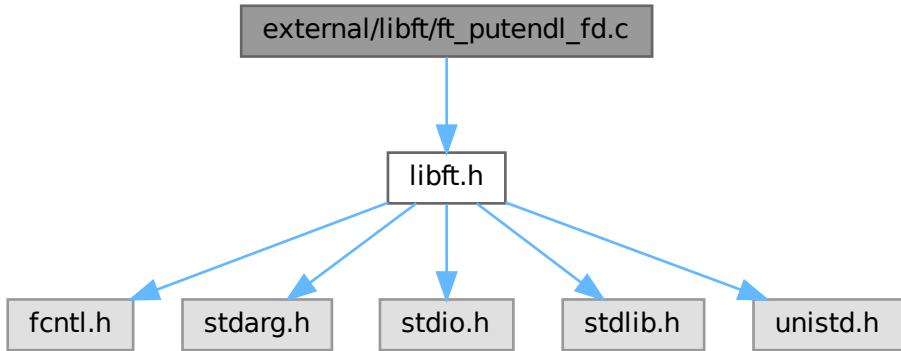 external/libft/ft_putendl_fd.c
libft.h
fcntl.h
stdarg.h
stdio.h
stdlib.h
unistd.h